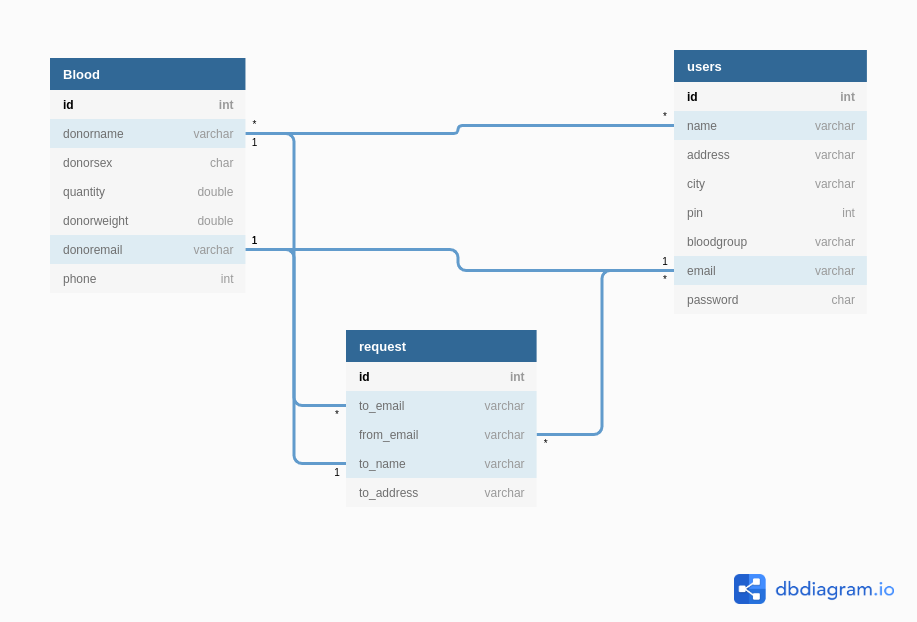 Blood
id int
donorname varchar
donorsex char
quantity double
donorweight double
donoremail varchar
phone int
* 
1
1
users
id int
name varchar
address varchar
city varchar
pin int
bloodgroup varchar
email varchar
password char
*
1
*
request
id int
to_email varchar
from_email varchar
to_name varchar
to_address varchar
*
1
*
dbdiagram.io